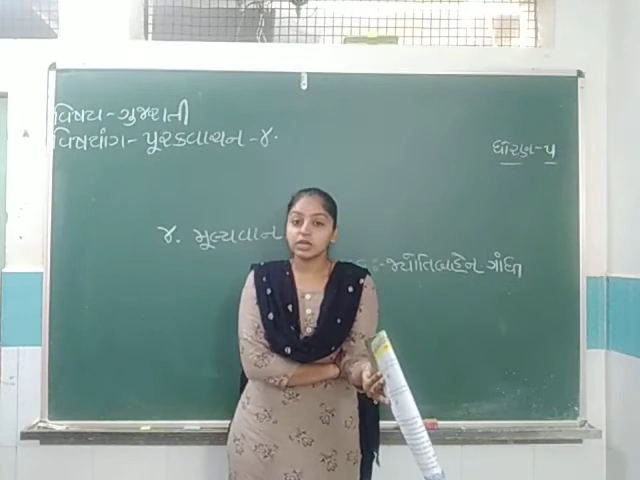 વિષય - ગુજરાતી
વિષયાંગ - પૂરકવાચન - ૪.
ધોરણ - ૫
૪. મૂલ્યવાન
:- જ્યોતિબહેન ગાંધી